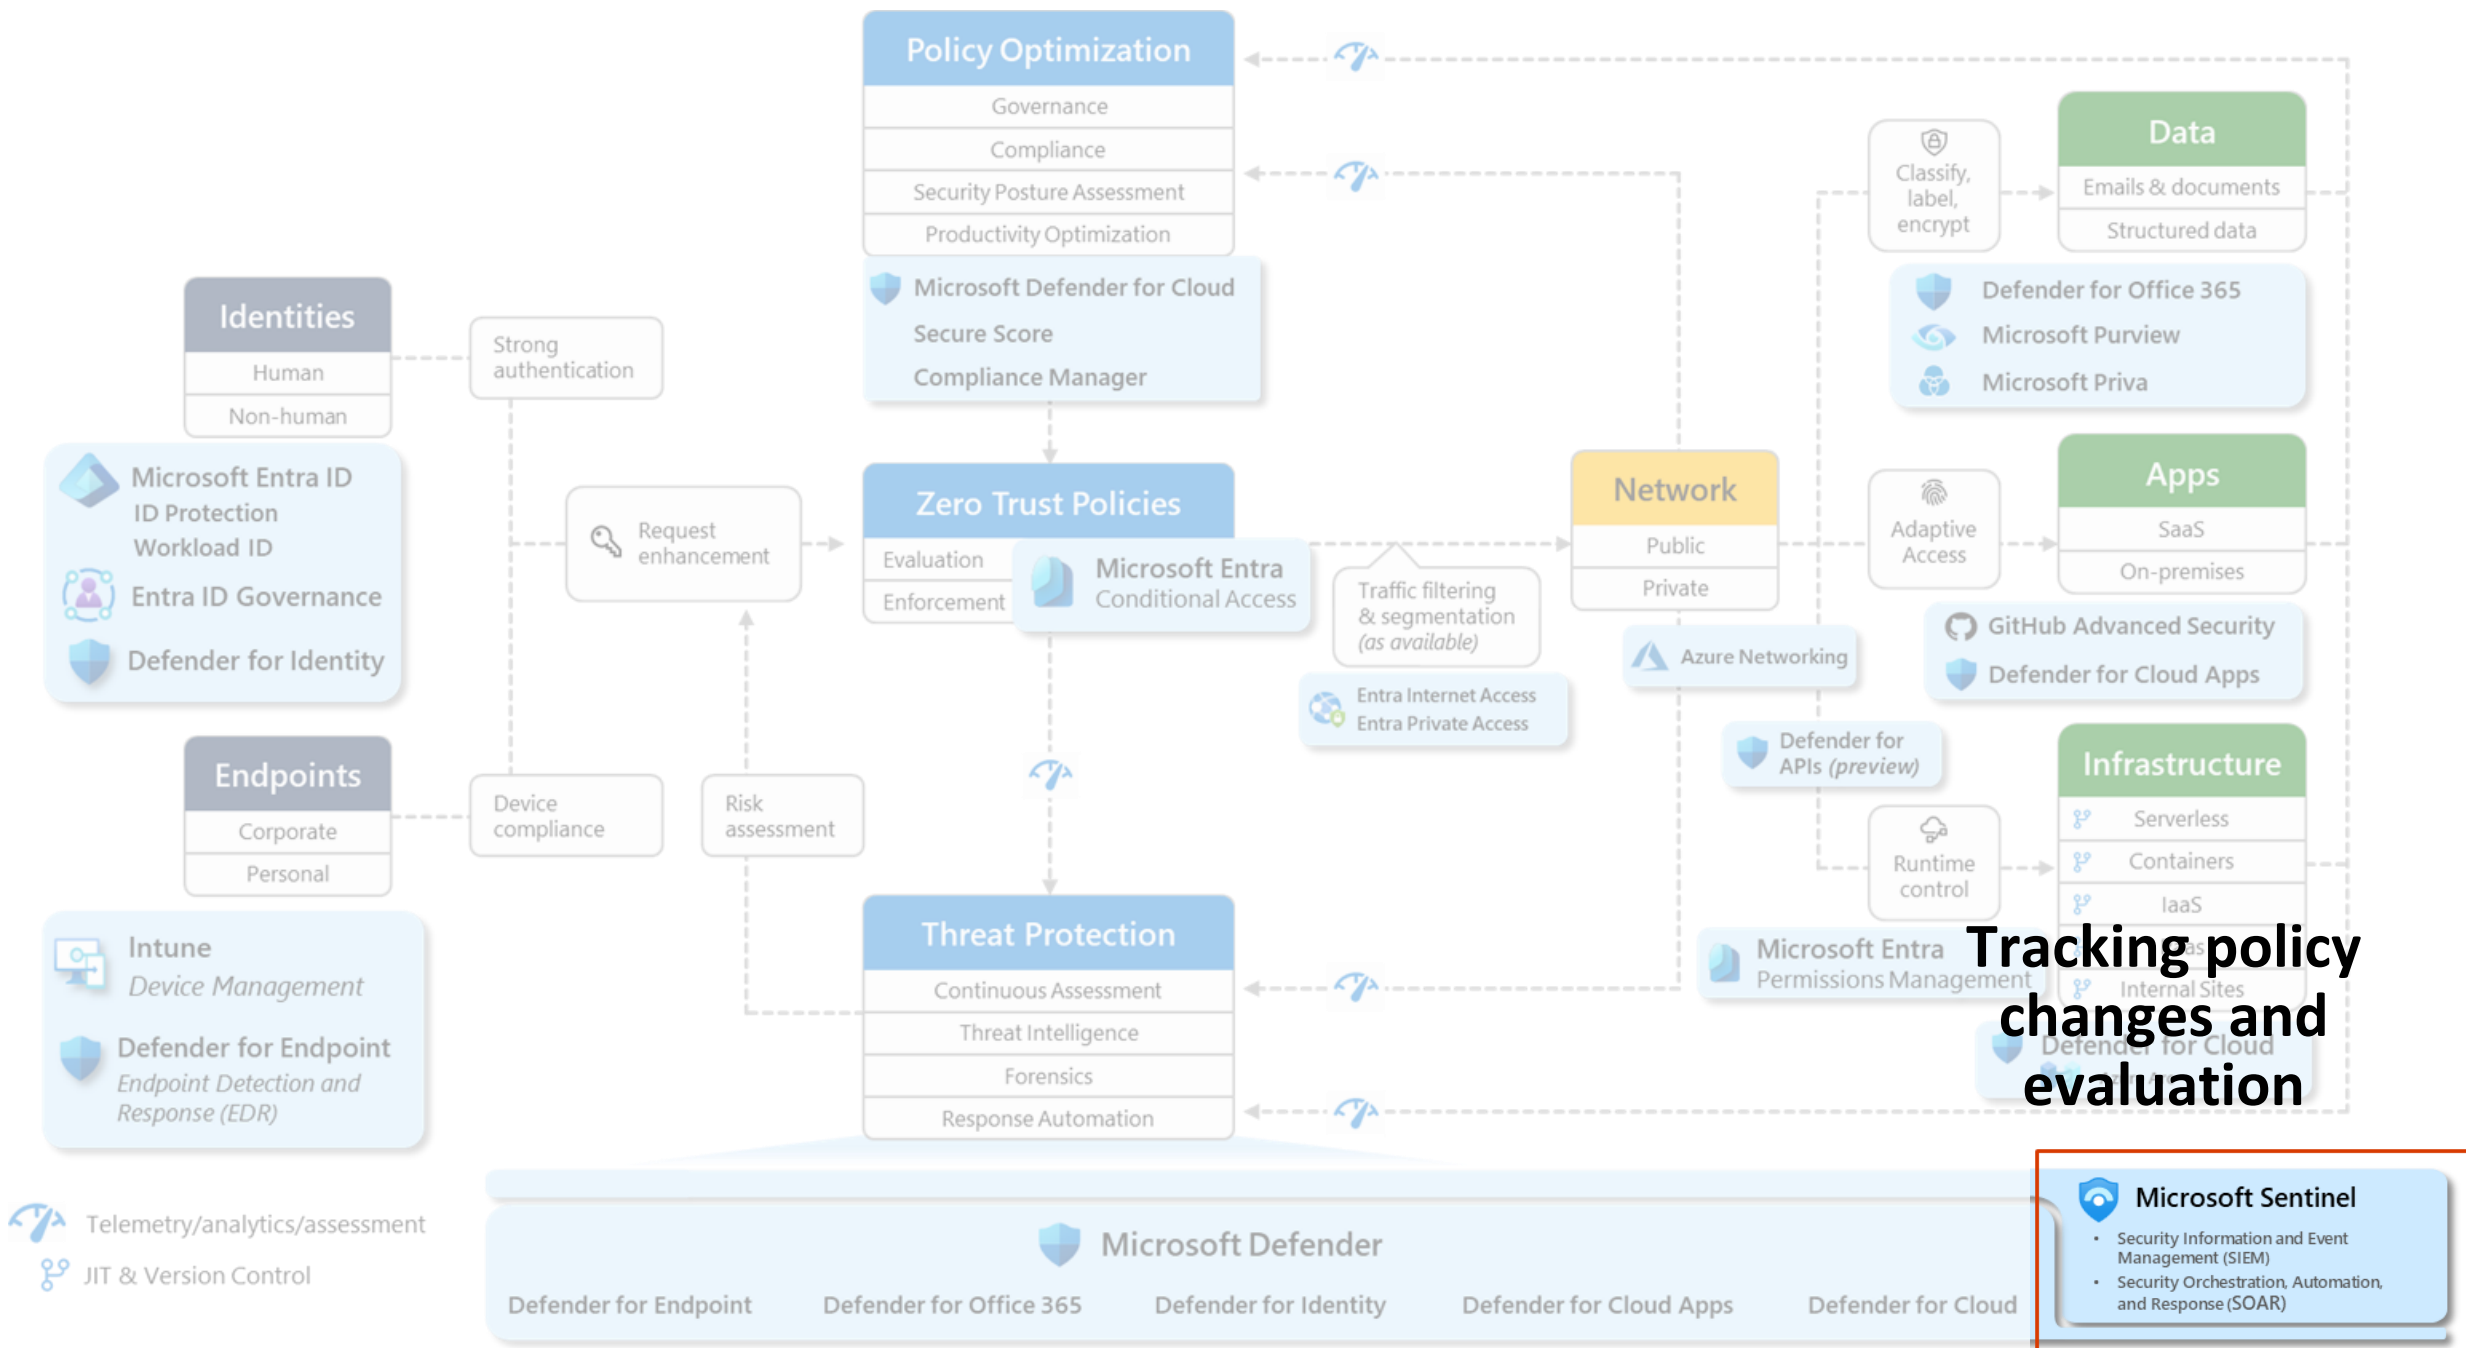 Policy Optimization
Governance
Compliance
Security Posture Assessment
Productivity Optimization
Microsoft Defender for Cloud
Secure Score
Compliance Manager
Identities
Human
Non-human
Strong
authentication
Microsoft Entra ID
ID Protection
Workload ID
Entra ID Governance
Defender for Identity
Request
enhancement
Zero Trust Policies
Evaluation
Enforcement
Microsoft Entra
Conditional Access
Traffic filtering
& segmentation
(as available)
Entra Internet Access
Entra Private Access
Network
Public
Private
Azure Networking
Classify,
label,
encrypt
Data
Emails & documents
Structured data
Defender for Office 365
Microsoft Purview
Microsoft Priva
Adaptive
Access
Apps
SaaS
On-premises
GitHub Advanced Security
Defender for Cloud Apps
Defender for
APIs (preview)
Runtime
control
Infrastructure
Serverless
Containers
IaaS
Internal Sites
Microsoft Entra
Permissions Management
Defender for Cloud
Tracking policy
changes and
evaluation
Endpoints
Corporate
Personal
Device
compliance
Risk
assessment
Intune
Device Management
Defender for Endpoint
Endpoint Detection and
Response (EDR)
Threat Protection
Continuous Assessment
Threat Intelligence
Forensics
Response Automation
Telemetry/analytics/assessment
JIT & Version Control
Microsoft Defender
Defender for Endpoint
Defender for Office 365
Defender for Identity
Defender for Cloud Apps
Defender for Cloud
Microsoft Sentinel
• Security Information and Event
Management (SIEM)
• Security Orchestration, Automation,
and Response (SOAR)